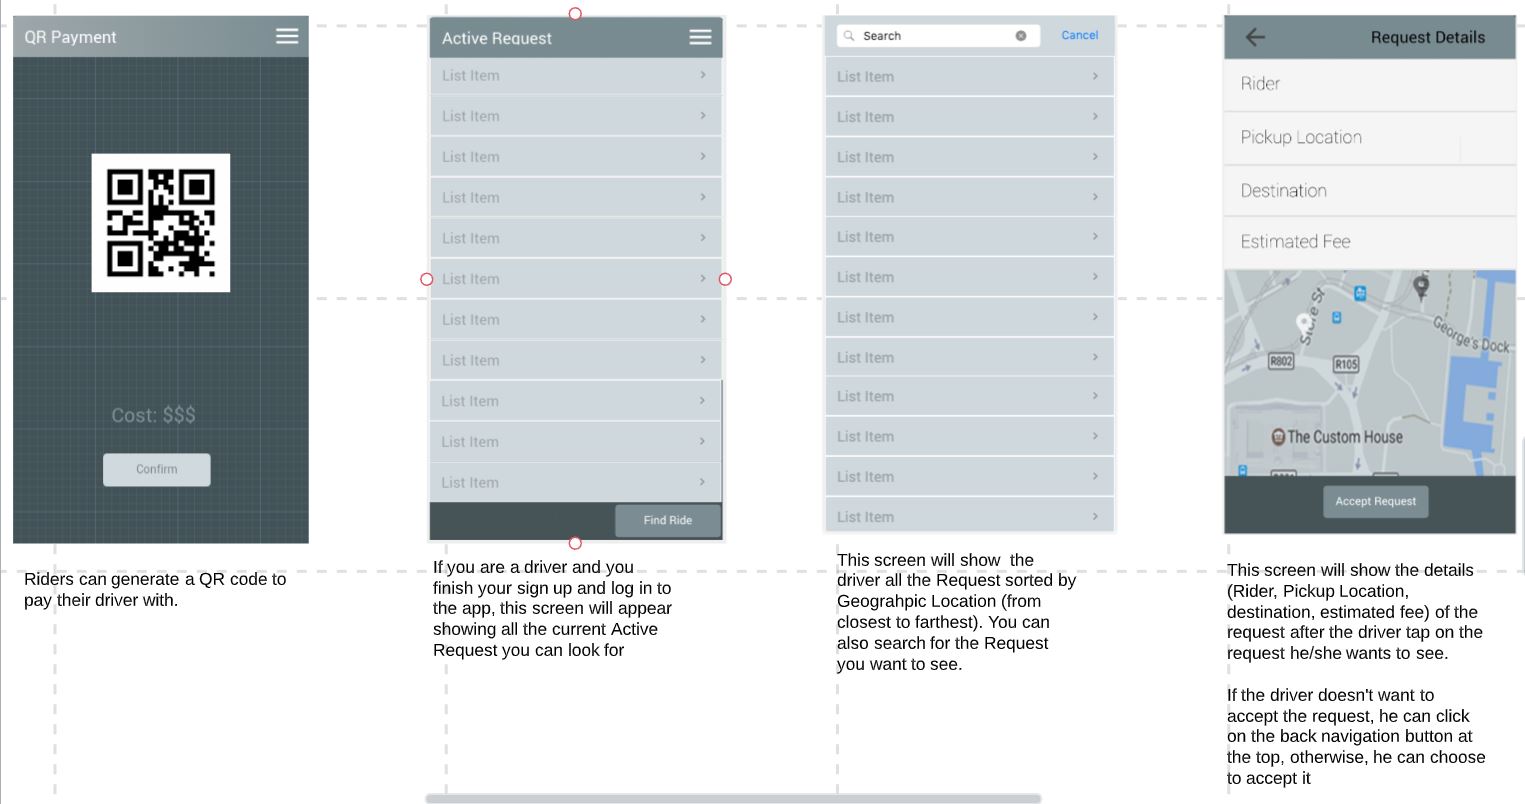 QR Payment
Cost: $$$
Confirm
Riders can generate a QR code to
pay their driver with.
Active Request
List Item
List Item
List Item
List Item
List Item
List Item
List Item
List Item
List Item
List Item
List Item
Find Ride
If you are a driver and you
finish your sign up and log in to
the app, this screen will appear
showing all the current Active
Request you can look for
Search
Cancel
List Item
List Item
List Item
List Item
List Item
List Item
List Item
List Item
List Item
List Item
List Item
List Item
This screen will show  the
driver all the Request sorted by
Geograhpic Location (from
closest to farthest). You can
also search for the Request
you want to see.
Request Details
Rider
Pickup Location
Destination
Estimated Fee
Store St
George's Dock
R802
R105
The Custom House
Accept Request
This screen will show the details
(Rider, Pickup Location,
destination, estimated fee) of the
request after the driver tap on the
request he/she wants to see.
If the driver doesn't want to
accept the request, he can click
on the back navigation button at
the top, otherwise, he can choose
to accept it